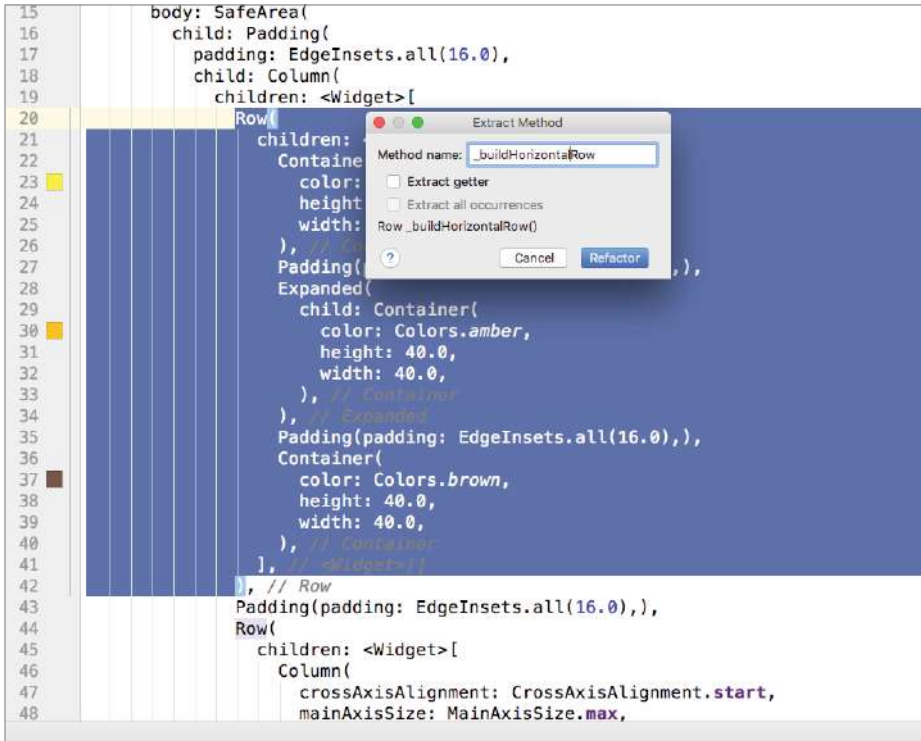 15 body: SafeArea(
16 child: Padding(
17 padding: EdgeInsets.all(16.0),
18 child: Column(
19 children: <Widget>[
20 Row(
21 children:
22 Containe
23 color:
24 height
25 width:
26 ), // Co
27 Padding( ,),
28 Expanded(
29 child: Container(
30 color: Colors.amber,
31 height: 40.0,
32 width: 40.0,
33 ), // Container
34 ), // Expanded
35 Padding(padding: EdgeInsets.all(16.0),),
36 Container(
37 color: Colors.brown,
38 height: 40.0,
39 width: 40.0,
40 ), // Container
41 ], // <Widget>[]
42 ), // Row
43 Padding(padding: EdgeInsets.all(16.0),),
44 Row(
45 children: <Widget>[
46 Column(
47 crossAxisAlignment: CrossAxisAlignment.start,
48 mainAxisSize: MainAxisSize.max,
Extract Method
Method name: _buildHorizontalRow
Extract getter
Extract all occurrences
Row _buildHorizontalRow()
? Cancel Refactor